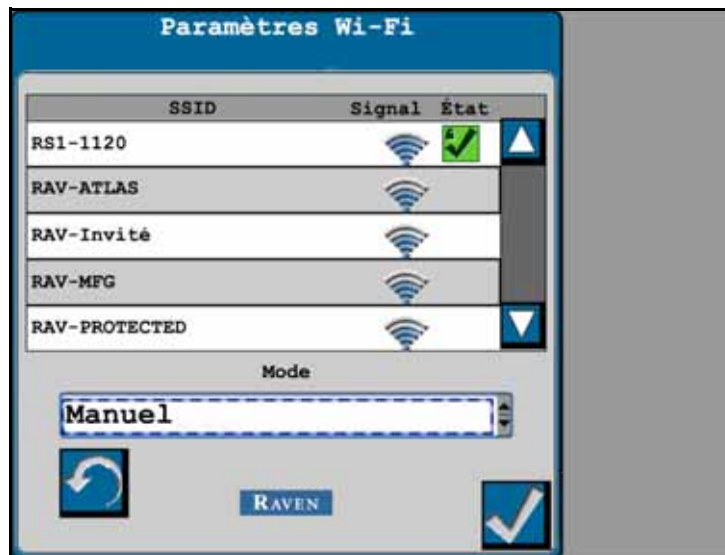 Paramètres Wi-Fi
SSID Signal État
RS1-1120
RAV-ATLAS
RAV-Invité
RAV-MFG
RAV-PROTECTED
Mode
Manuel
RAVEN